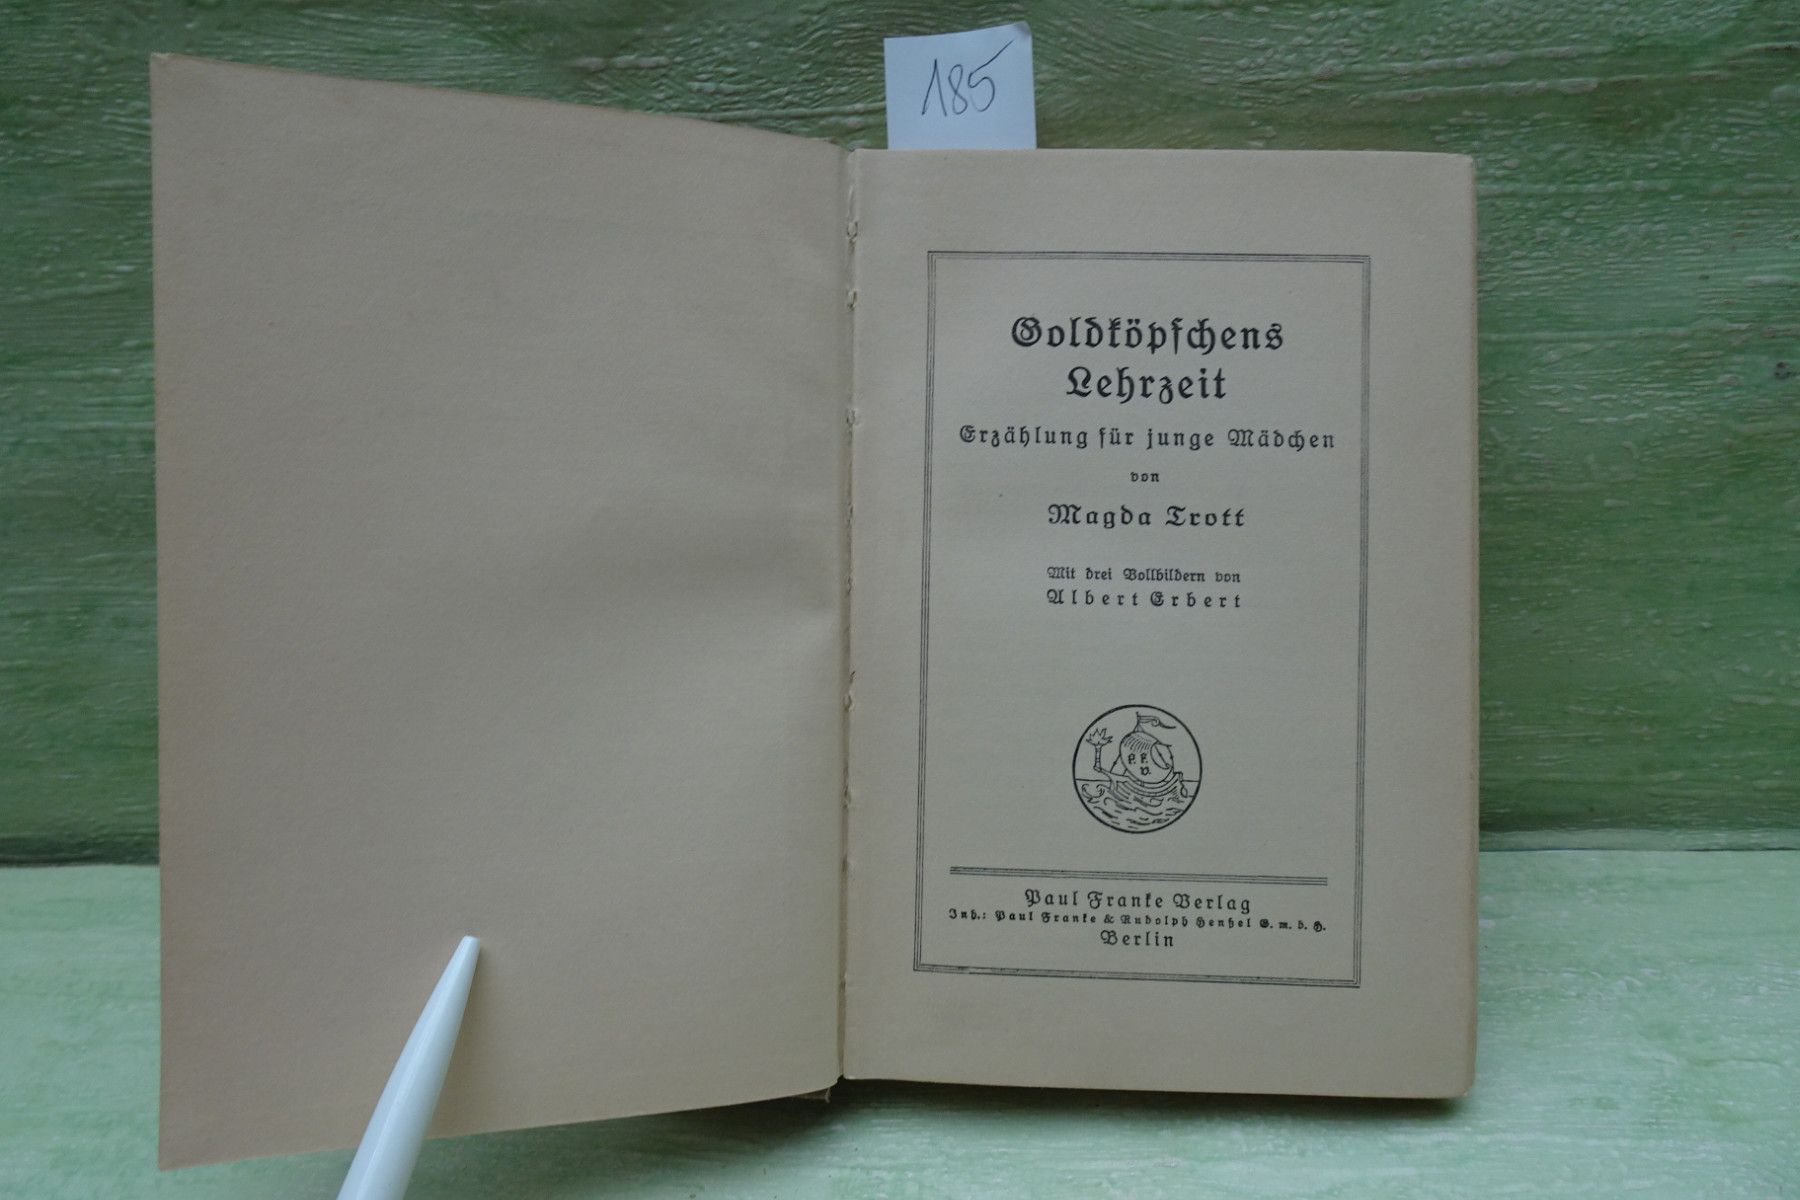 185
Goldköpfchens
Lehrzeit
Erzählung für junge Mädchen
von
Magda Trott
Mit drei Vollbildern von
Albert Erbert
P. F.
V.
Paul Franke Verlag
Inh.: Paul Franke & Rudolph Henßel G. m. b. H.
Berlin